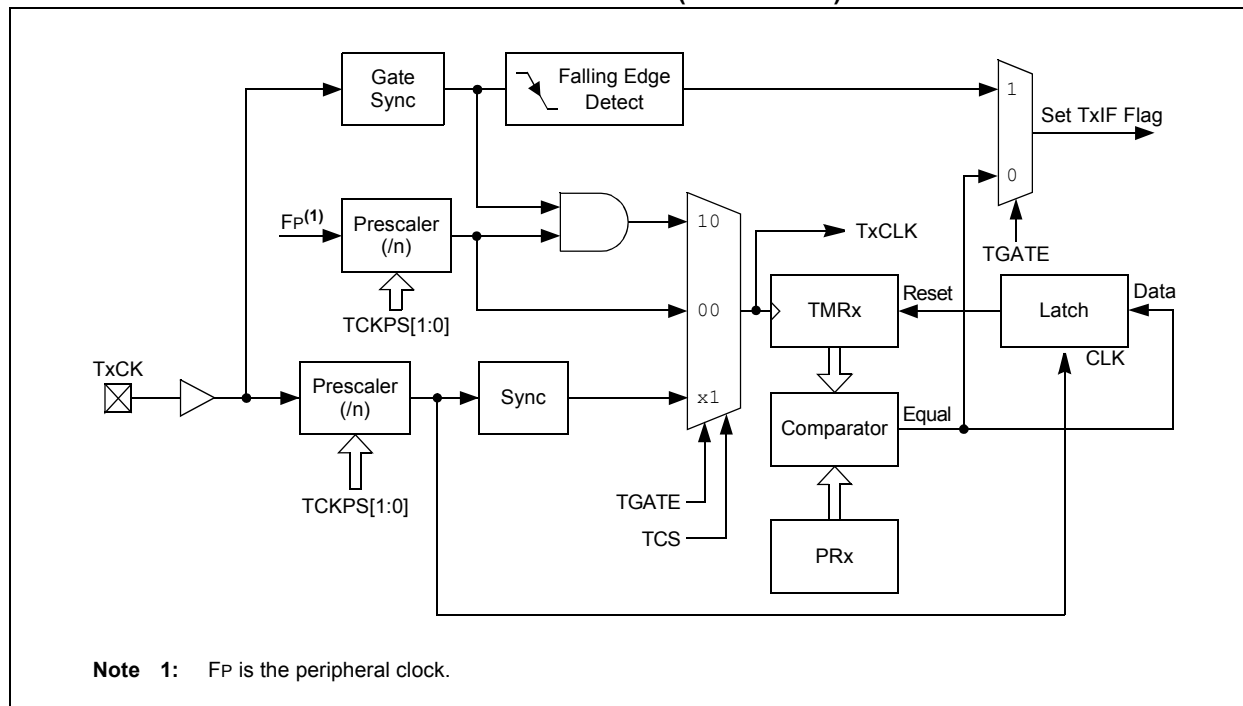 Gate
Sync
Falling Edge
Detect
1
Set TxIF Flag
0
TGATE
FP(1)
Prescaler
(/n)
TCKPS[1:0]
10
TxCLK
00
TMRx
Reset
Latch
Data
CLK
TxCK
Prescaler
(/n)
TCKPS[1:0]
Sync
x1
Comparator
Equal
TGATE
TCS
PRx
Note 1: FP is the peripheral clock.